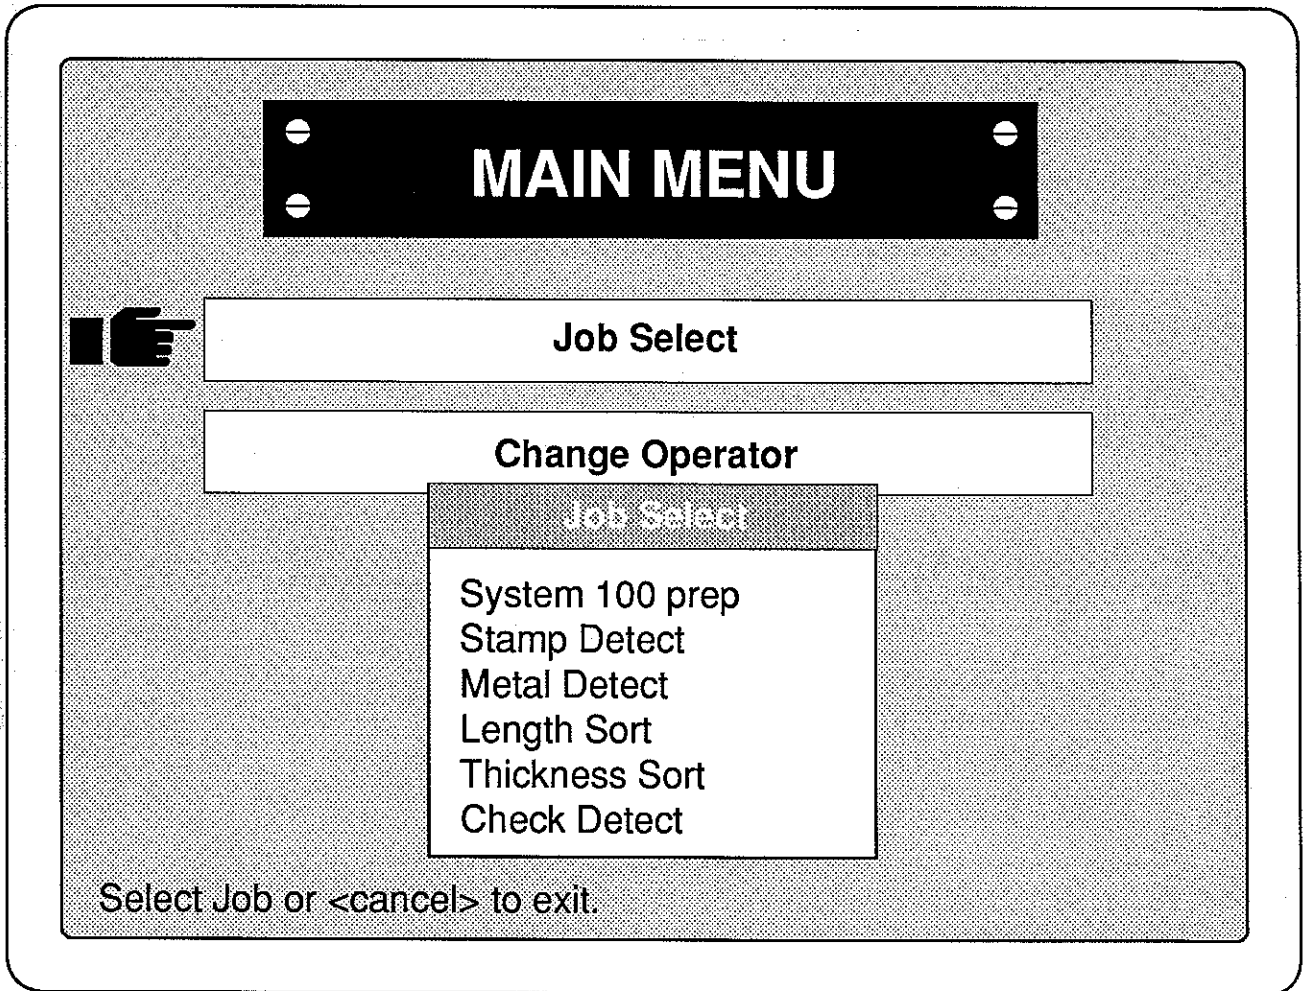 MAIN MENU
Job Select
Change Operator
Job Select
System 100 prep
Stamp Detect
Metal Detect
Length Sort
Thickness Sort
Check Detect
Select Job or <cancel> to exit.